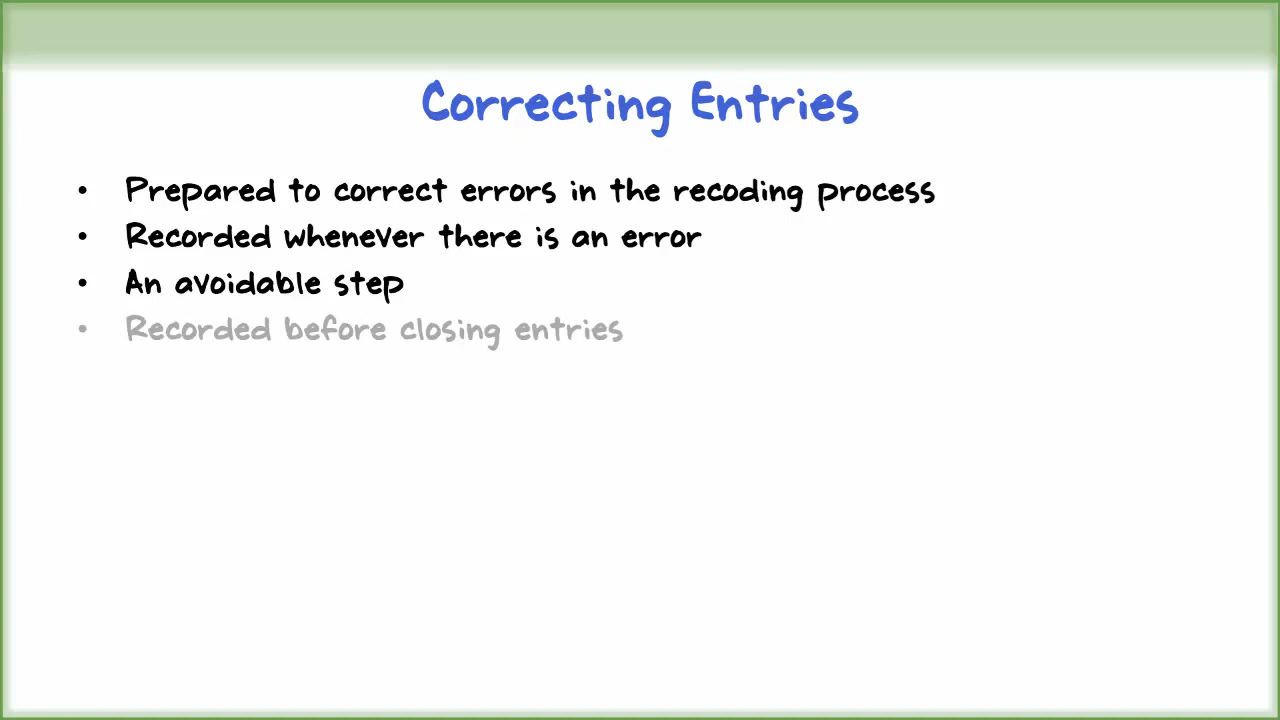 Correcting Entries
• Prepared to correct errors in the recoding process
• Recorded whenever there is an error
• An avoidable step
• Recorded before closing entries